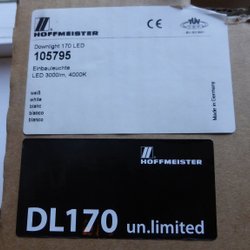 HOFFMEISTER
Downlight 170 LED
105795
Einbauleuchte
LED 3000lm, 4000K
weiß
white
blanc
bianco
blanco
Made in Germany
CE
TÜV
HOFFMEISTER
DL170 un.limited